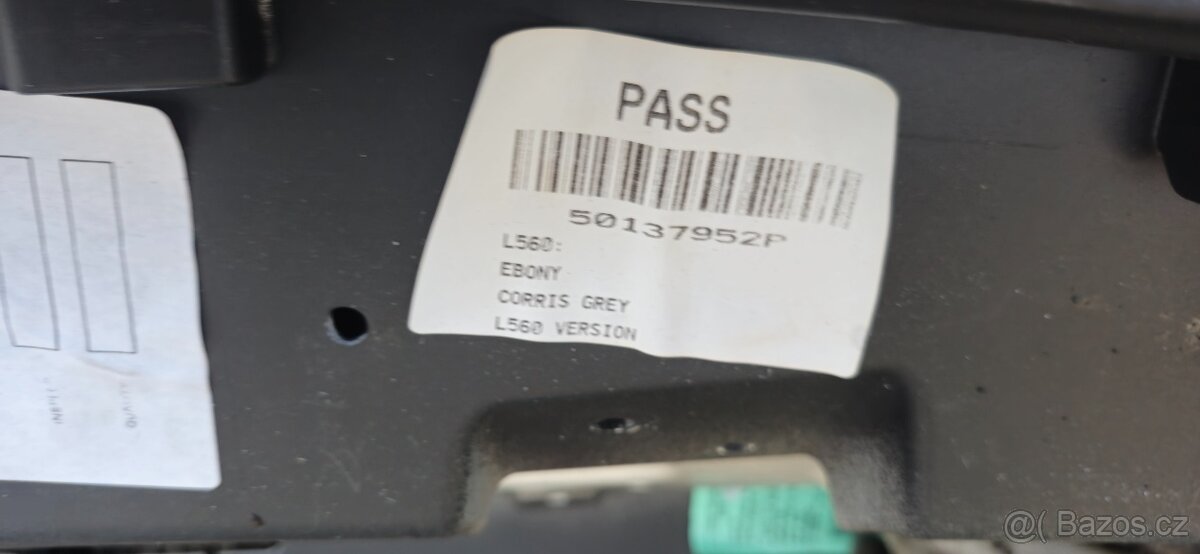 PASS
50137952P
L560:
EBONY
CORRIS GREY
L560 VERSION
@( Bazos.cz